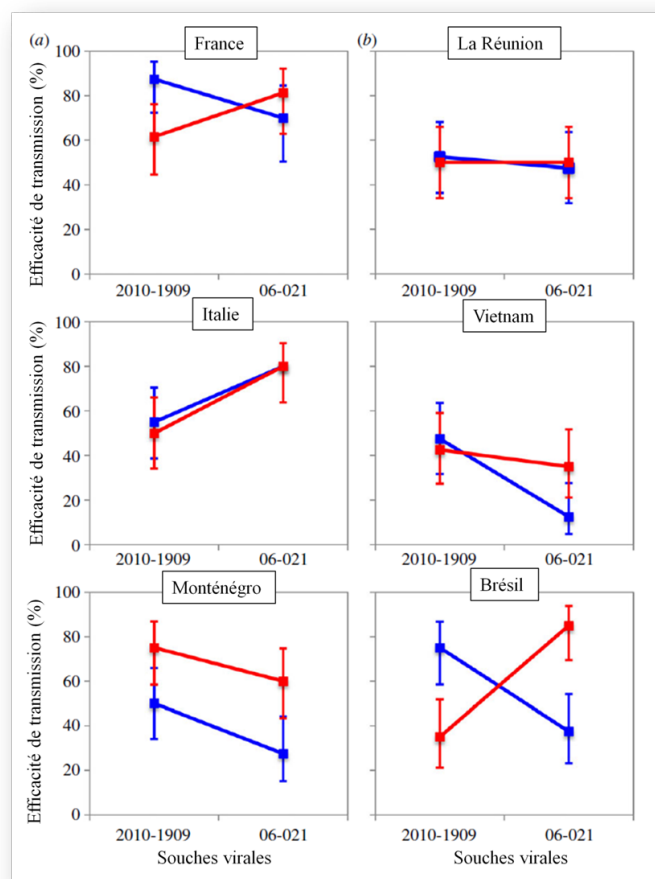 (a)
France
Efficacité de transmission (%)
100
80
60
40
20
0
2010-1909
06-021
(b)
La Réunion
2010-1909
06-021
Italie
Efficacité de transmission (%)
100
80
60
40
20
0
2010-1909
06-021
Vietnam
2010-1909
06-021
Monténégro
Efficacité de transmission (%)
100
80
60
40
20
0
2010-1909
06-021
Souches virales
Brésil
2010-1909
06-021
Souches virales